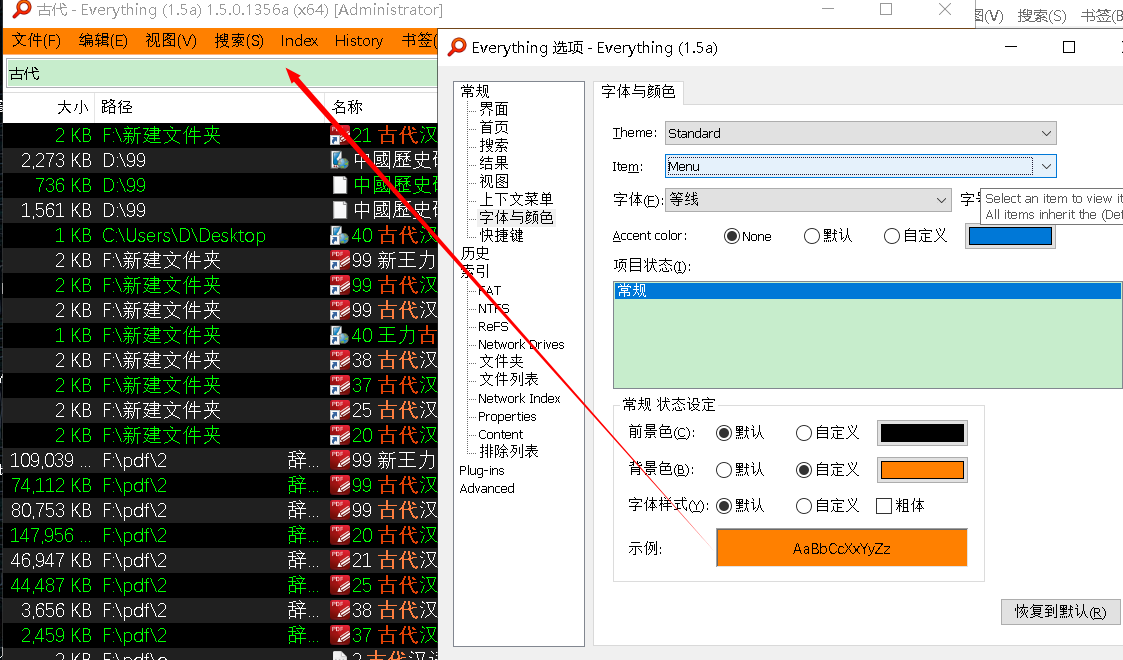 古代 - Everything (1.5a) 1.5.0.1356a (x64) [Administrator]
图(V) 搜索(S) 书签(B
文件(F) 编辑(E) 视图(V) 搜索(S) Index History 书签(
古代
大小 路径 名称
2 KB F:\新建文件夹 21 古代汉
2,273 KB D:\99 中國歷史研
736 KB D:\99 中國歷史研
1,561 KB D:\99 中國歷史研
1 KB C:\Users\D\Desktop 40 古代汉
2 KB F:\新建文件夹 99 新王力
2 KB F:\新建文件夹 99 古代汉
2 KB F:\新建文件夹 99 古代汉
1 KB F:\新建文件夹 40 王力古
2 KB F:\新建文件夹 38 古代汉
2 KB F:\新建文件夹 37 古代汉
2 KB F:\新建文件夹 25 古代汉
2 KB F:\新建文件夹 20 古代汉
109,039 ... F:\pdf\2 辞... 99 新王力
74,112 KB F:\pdf\2 辞... 99 古代汉
80,753 KB F:\pdf\2 辞... 99 古代汉
147,956 ... F:\pdf\2 辞... 20 古代汉
46,947 KB F:\pdf\2 辞... 21 古代汉
44,487 KB F:\pdf\2 辞... 25 古代汉
3,656 KB F:\pdf\2 辞... 38 古代汉
2,459 KB F:\pdf\2 辞... 37 古代汉
Everything 选项 - Everything (1.5a)
常规
界面
首页
搜索
结果
视图
上下文菜单
字体与颜色
快捷键
历史
索引
FAT
NTFS
ReFS
Network Drives
文件夹
文件列表
Network Index
Properties
Content
排除列表
Plug-ins
Advanced
字体与颜色
Theme: Standard
Item: Menu
字体(F): 等线
Select an item to view it
All items inherit the (Def
Accent color: None 默认 自定义
项目状态(I):
常规
常规 状态设定
前景色(C): 默认 自定义
背景色(B): 默认 自定义
字体样式(Y): 默认 自定义 粗体
示例: AaBbCcXxYyZz
恢复到默认(R)